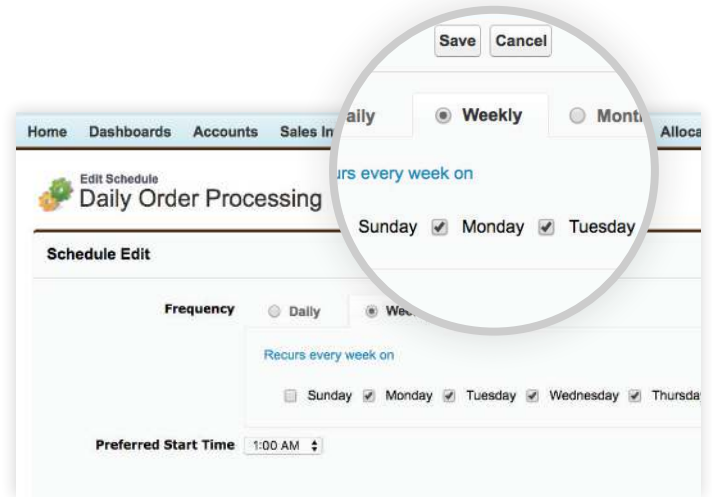 Save Cancel
aily Weekly Mont
urs every week on
Sunday Monday Tuesday
Home Dashboards Accounts Sales In Alloca
Edit Schedule
Daily Order Processing
Schedule Edit
Frequency Daily Wee
Recurs every week on
Sunday Monday Tuesday Wednesday Thursda
Preferred Start Time 1:00 AM